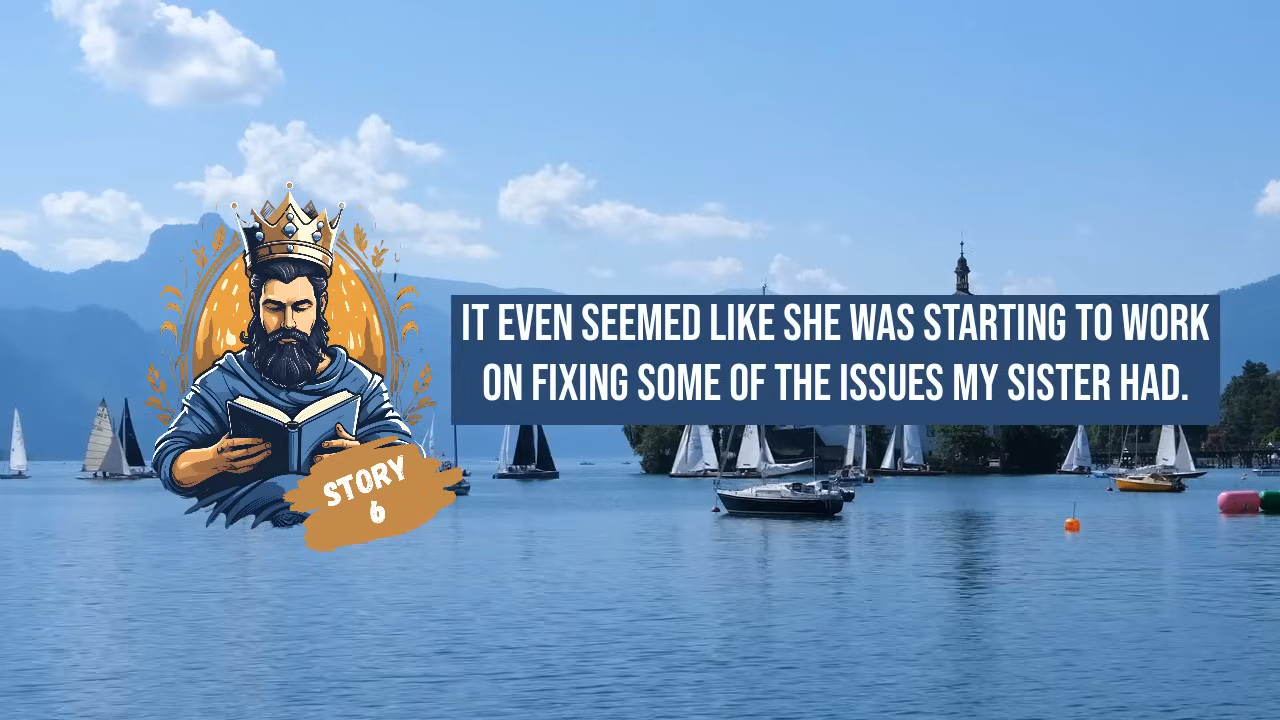 IT EVEN SEEMED LIKE SHE WAS STARTING TO WORK
ON FIXING SOME OF THE ISSUES MY SISTER HAD.
STORY
6